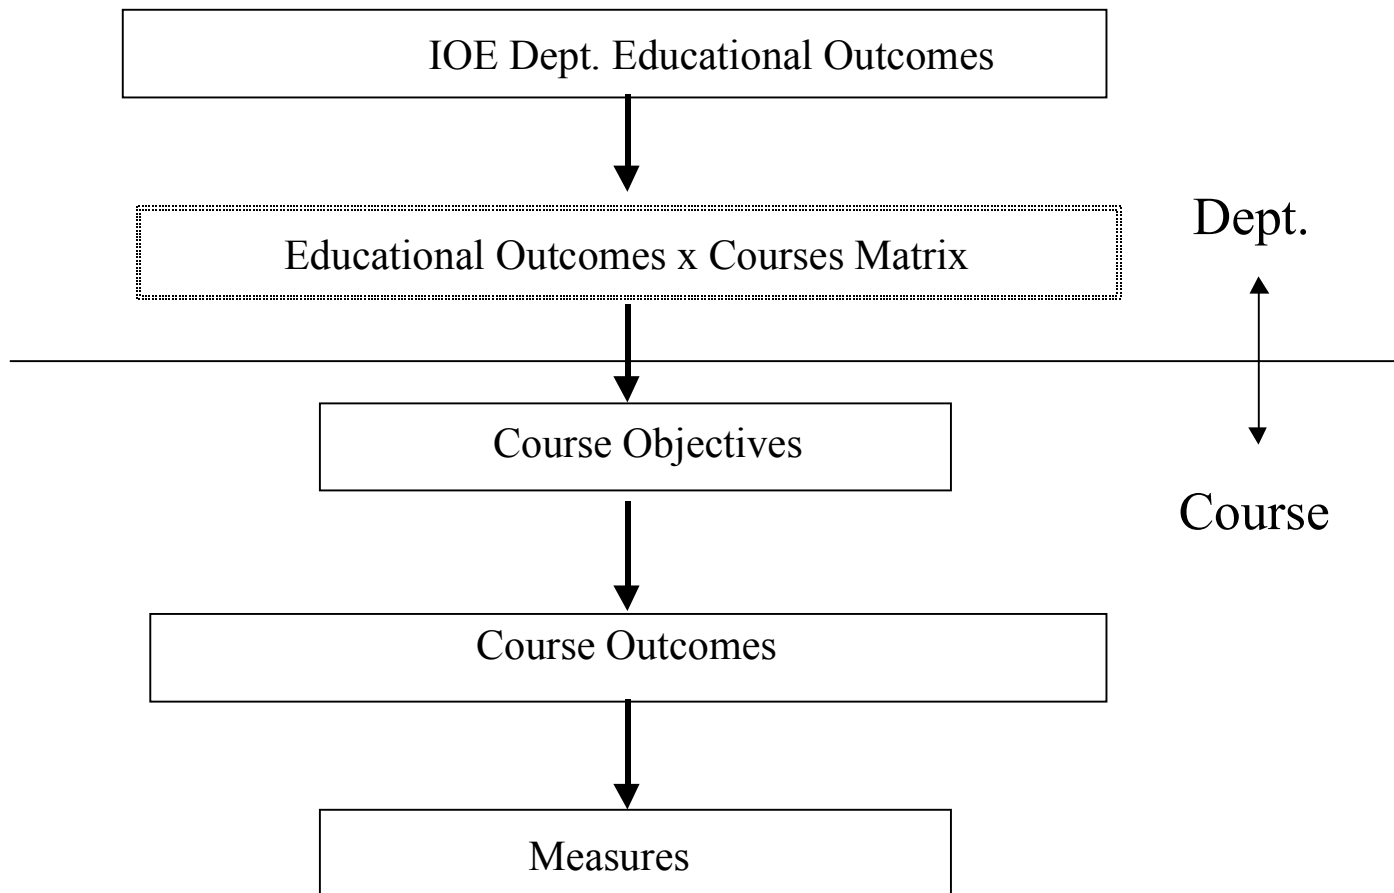 IOE Dept. Educational Outcomes
Educational Outcomes x Courses Matrix
Dept.
Course Objectives
Course
Course Outcomes
Measures